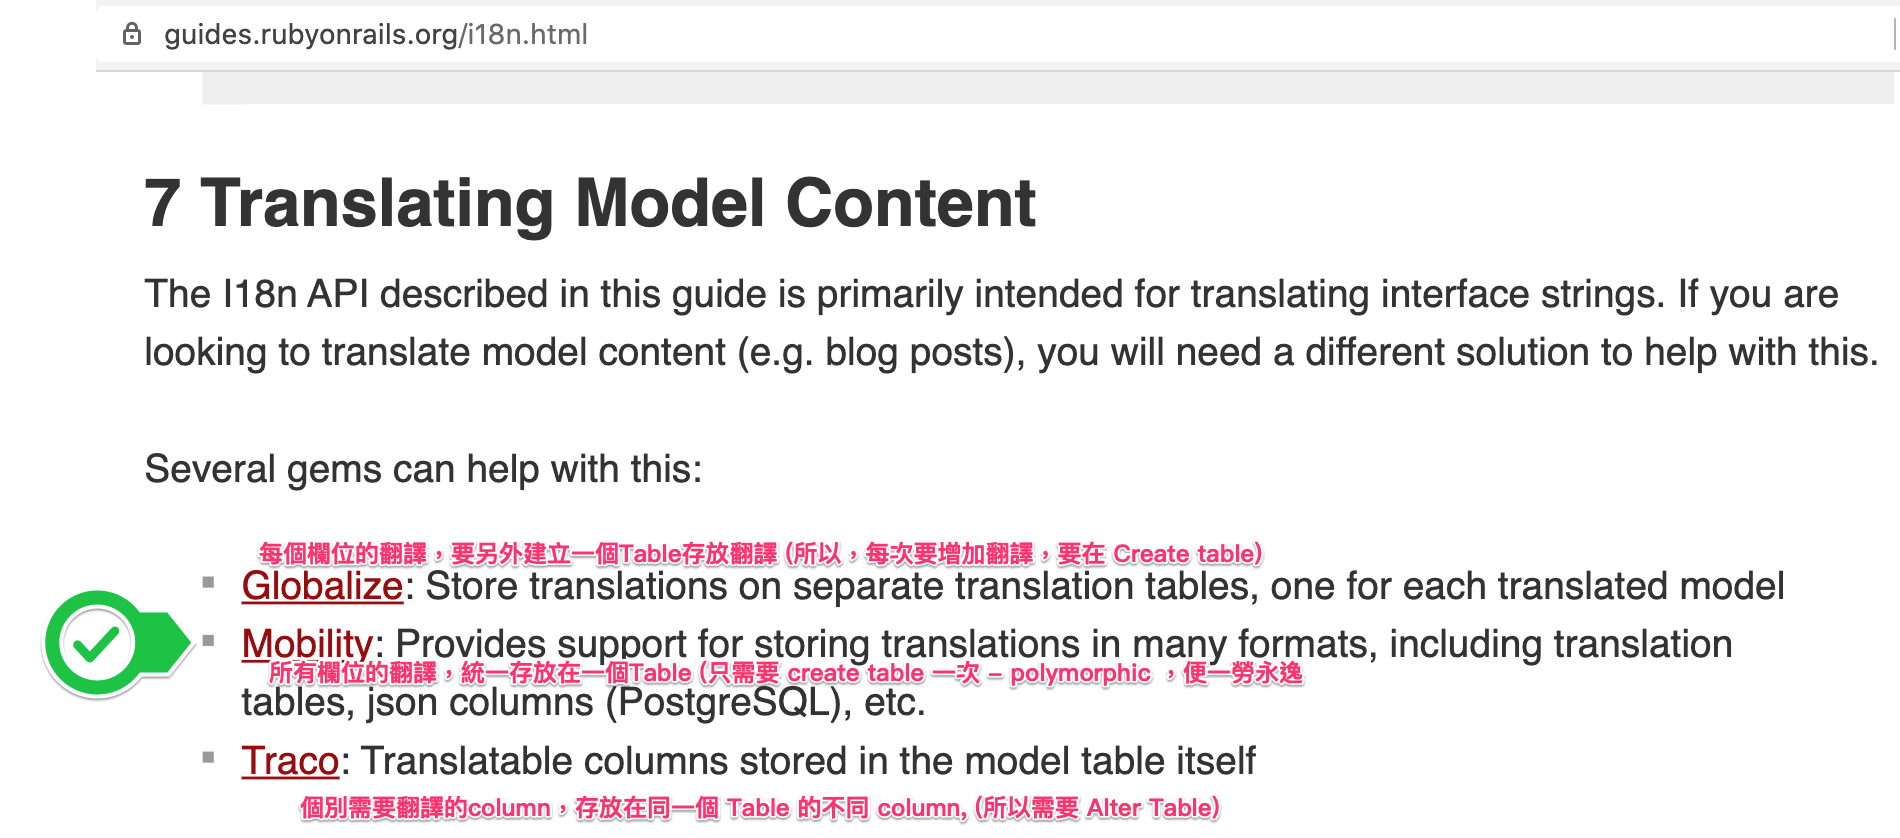 guides.rubyonrails.org/i18n.html
7 Translating Model Content
The I18n API described in this guide is primarily intended for translating interface strings. If you are
looking to translate model content (e.g. blog posts), you will need a different solution to help with this.
Several gems can help with this:
每個欄位的翻譯，要另外建立一個Table存放翻譯 (所以，每次要增加翻譯，要在 Create table)
Globalize: Store translations on separate translation tables, one for each translated model
Mobility: Provides support for storing translations in many formats, including translation
所有欄位的翻譯，統一存放在一個Table (只需要 create table 一次 – polymorphic ，便一勞永逸
tables, json columns (PostgreSQL), etc.
Traco: Translatable columns stored in the model table itself
個別需要翻譯的column，存放在同一個 Table 的不同 column, (所以需要 Alter Table)